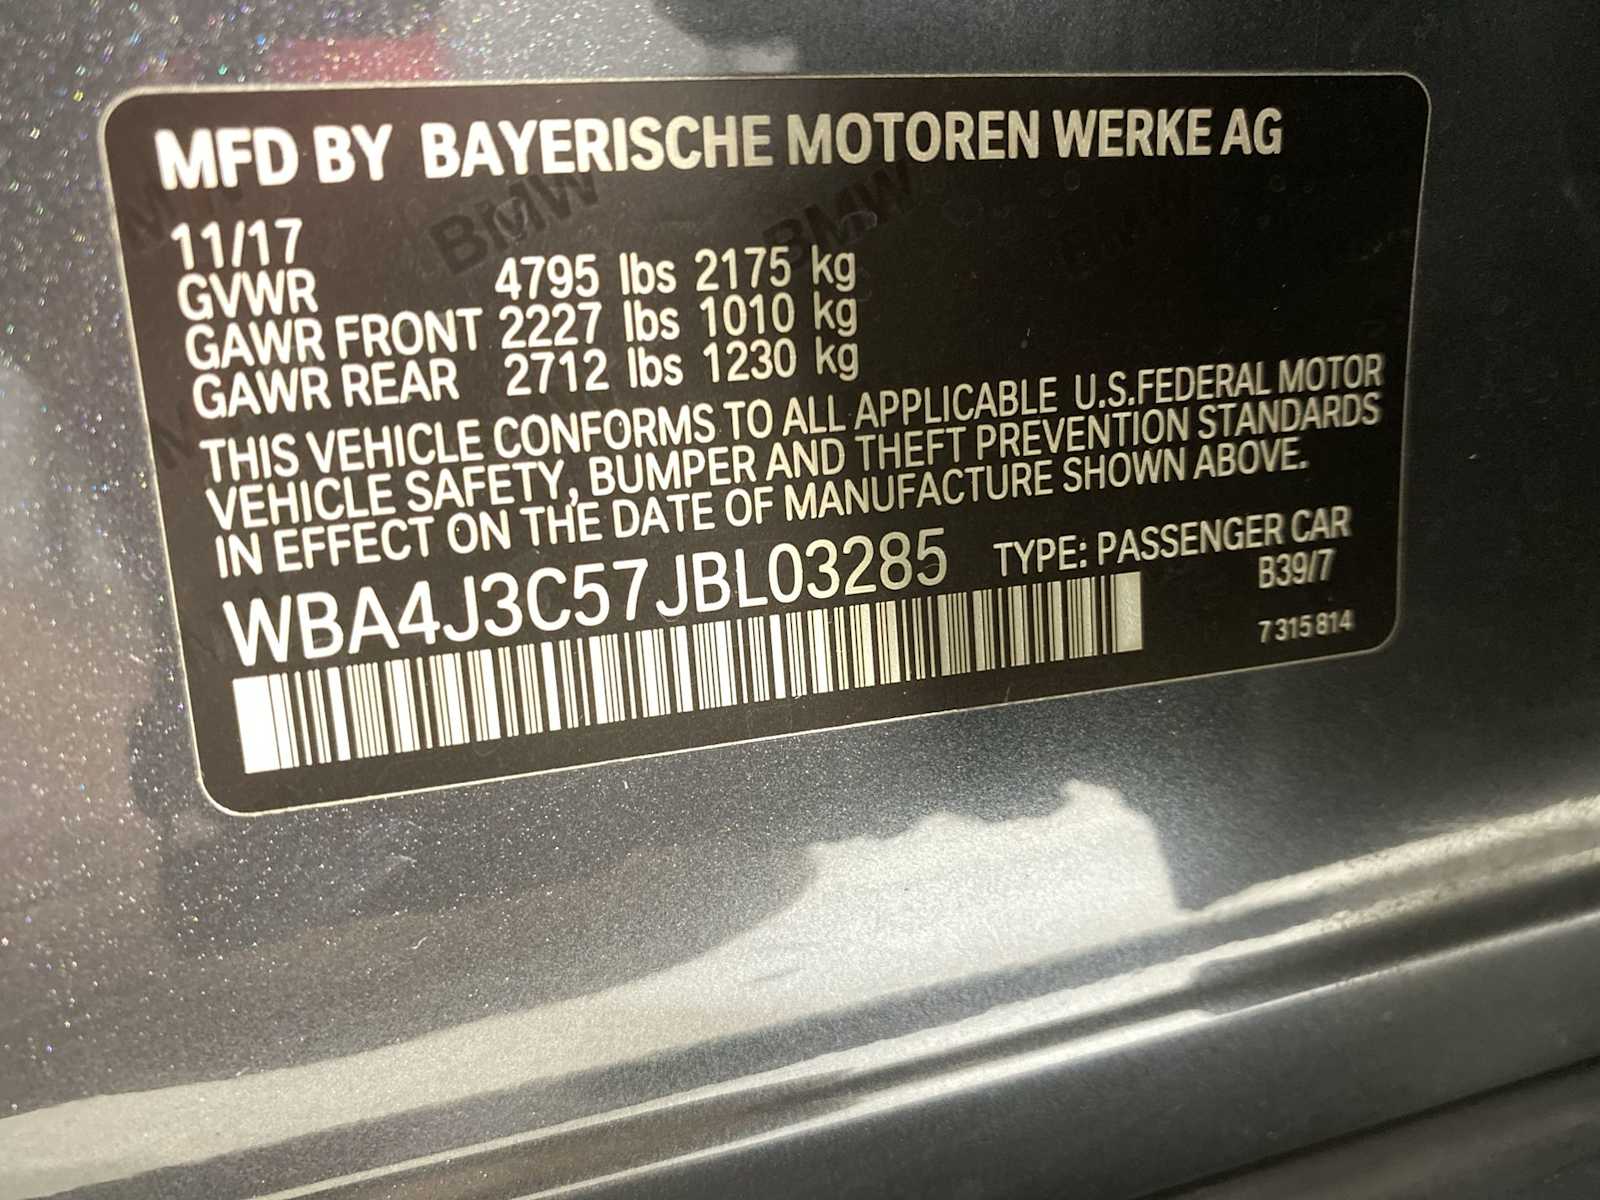 MFD BY BAYERISCHE MOTOREN WERKE AG
11/17
GVWR 4795 lbs 2175 kg
GAWR FRONT 2227 lbs 1010 kg
GAWR REAR 2712 lbs 1230 kg
THIS VEHICLE CONFORMS TO ALL APPLICABLE U.S.FEDERAL MOTOR
VEHICLE SAFETY, BUMPER AND THEFT PREVENTION STANDARDS
IN EFFECT ON THE DATE OF MANUFACTURE SHOWN ABOVE.
WBA4J3C57JBL03285 TYPE: PASSENGER CAR
B39/7
7 315 814
BMW BMW BMW